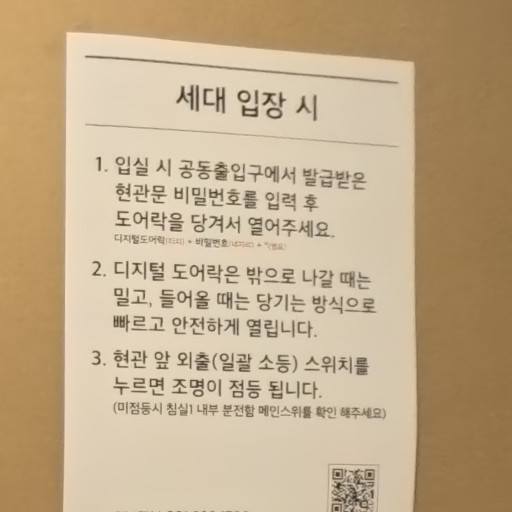 세대 입장 시
1. 입실 시 공동출입구에서 발급받은
현관문 비밀번호를 입력 후
도어락을 당겨서 열어주세요.
디지털도어락(터치) + 비밀번호(네자리) + *(별표)
2. 디지털 도어락은 밖으로 나갈 때는
밀고, 들어올 때는 당기는 방식으로
빠르고 안전하게 열립니다.
3. 현관 앞 외출(일괄 소등) 스위치를
누르면 조명이 점등 됩니다.
(미점등시 침실1 내부 분전함 메인스위를 확인 해주세요)